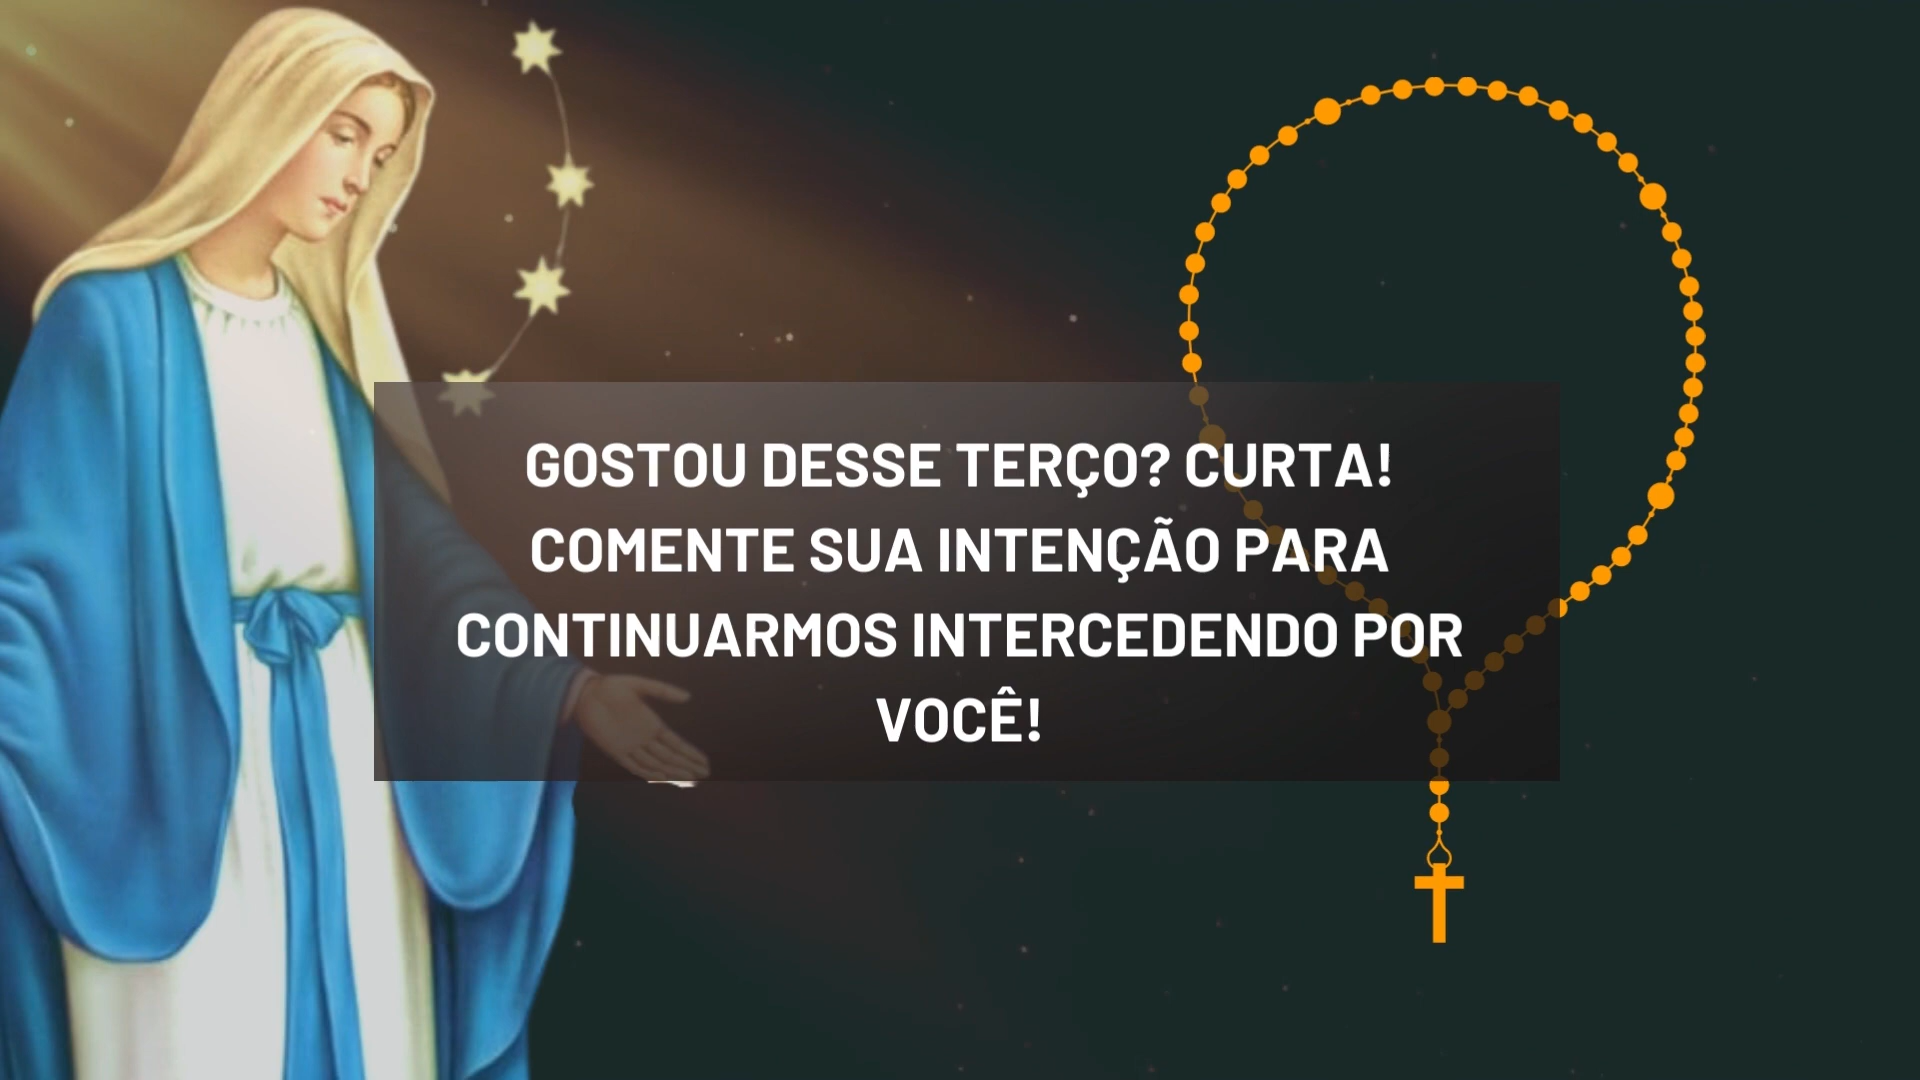 GOSTOU DESSE TERÇO? CURTA!
COMENTE SUA INTENÇÃO PARA
CONTINUARMOS INTERCEDENDO POR
VOCÊ!